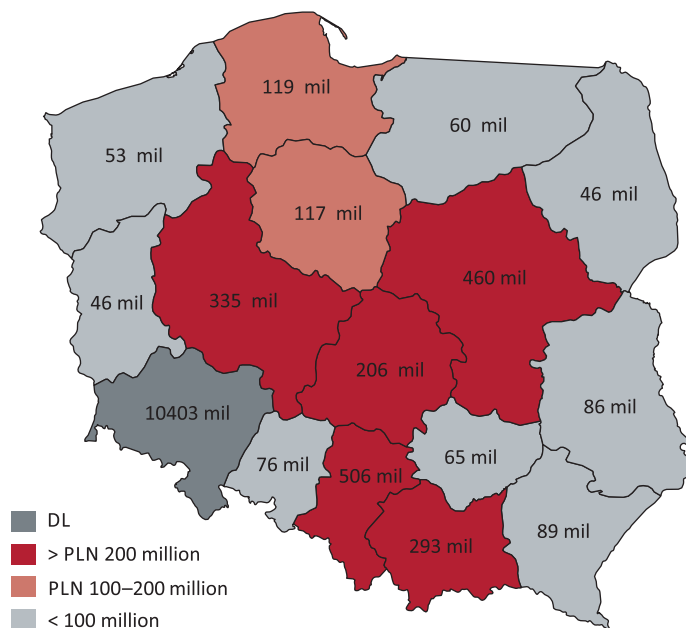 119 mil
60 mil
53 mil
46 mil
117 mil
460 mil
335 mil
46 mil
206 mil
86 mil
10403 mil
76 mil
506 mil
65 mil
89 mil
293 mil
DL
> PLN 200 million
PLN 100–200 million
< 100 million